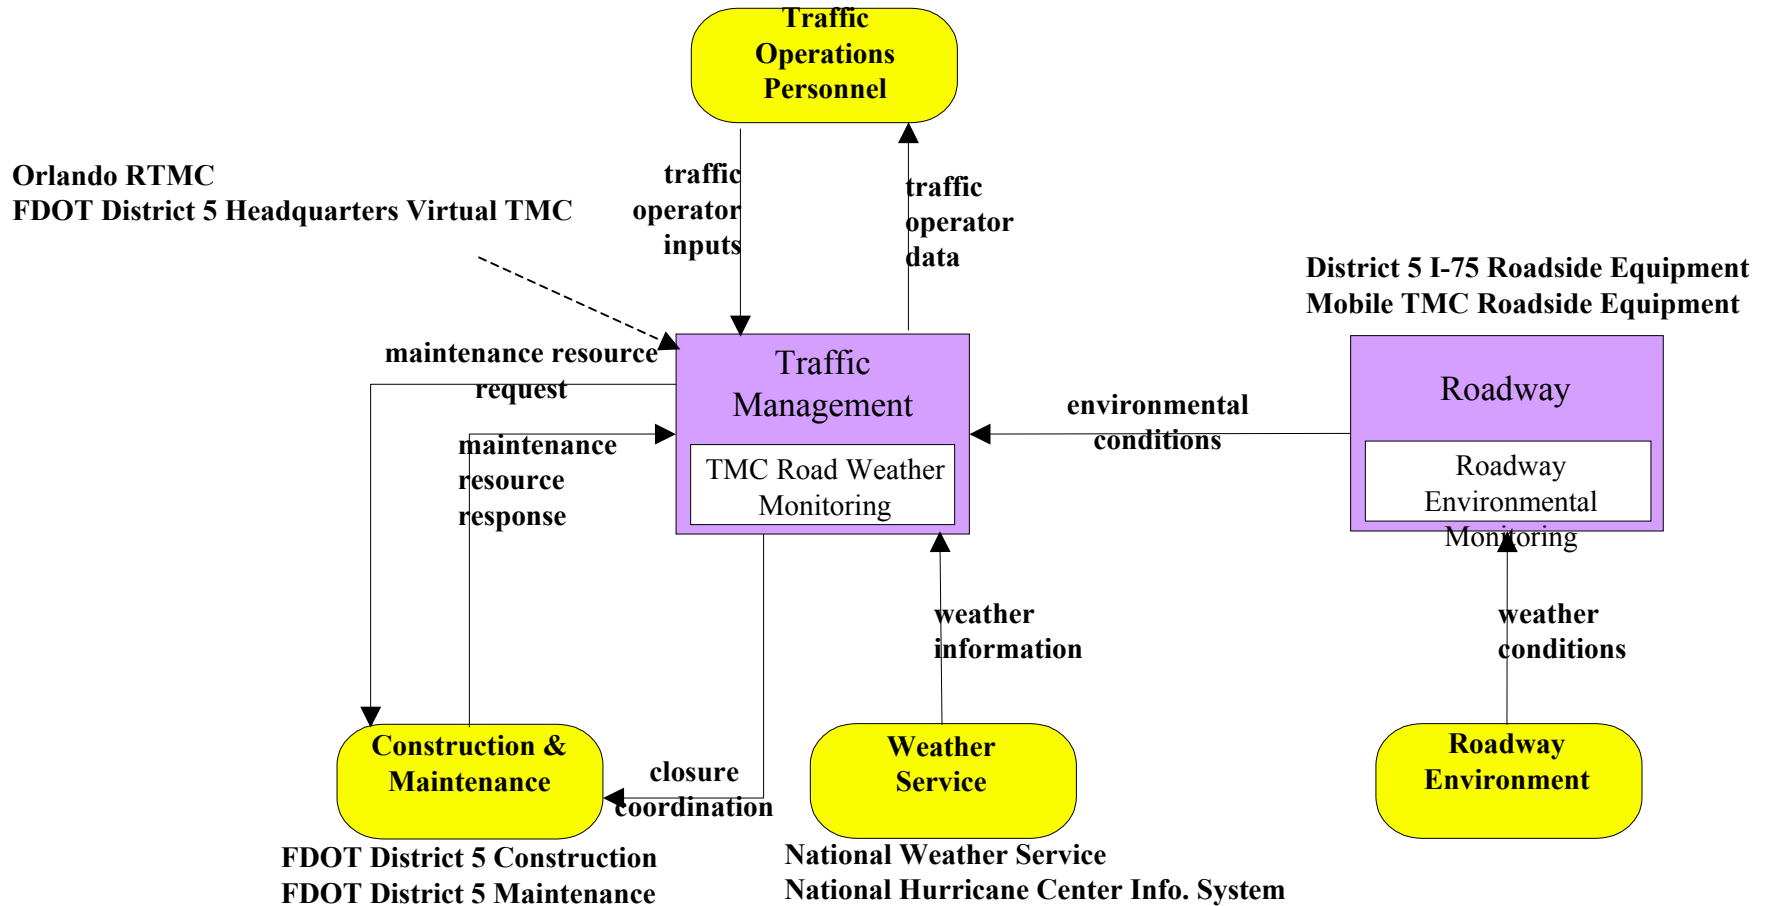 Traffic
Operations
Personnel
Orlando RTMC
FDOT District 5 Headquarters Virtual TMC
traffic
operator
inputs
traffic
operator
data
District 5 I-75 Roadside Equipment
Mobile TMC Roadside Equipment
maintenance resource
request
Traffic
Management
TMC Road Weather
Monitoring
environmental
conditions
Roadway
Roadway
Environmental
Monitoring
maintenance
resource
response
weather
information
weather
conditions
Construction &
Maintenance
closure
coordination
Weather
Service
Roadway
Environment
FDOT District 5 Construction
FDOT District 5 Maintenance
National Weather Service
National Hurricane Center Info. System